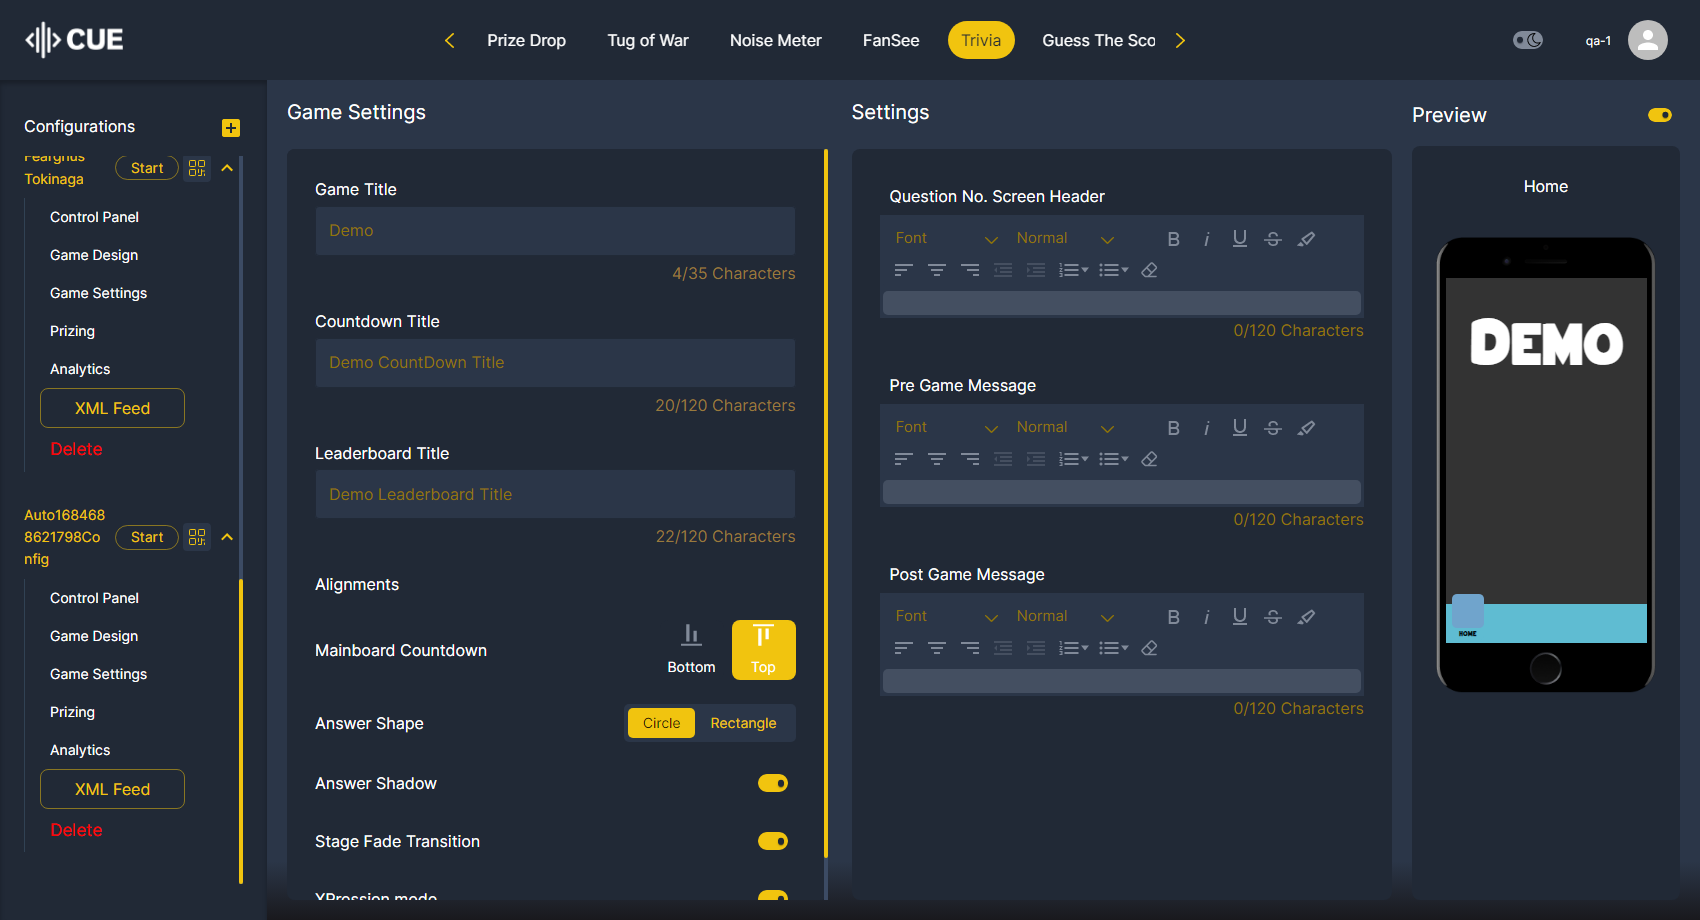 CUE
Prize Drop
Tug of War
Noise Meter
FanSee
Trivia
Guess The Sco
qa-1
Configurations
Fearghus
Tokinaga
Start
Control Panel
Game Design
Game Settings
Prizing
Analytics
XML Feed
Delete
Auto168468
8621798Co
nfig
Start
Control Panel
Game Design
Game Settings
Prizing
Analytics
XML Feed
Delete
Game Settings
Game Title
Demo
4/35 Characters
Countdown Title
Demo CountDown Title
20/120 Characters
Leaderboard Title
Demo Leaderboard Title
22/120 Characters
Alignments
Mainboard Countdown
Bottom
Top
Answer Shape
Circle
Rectangle
Answer Shadow
Stage Fade Transition
XPression mode
Settings
Question No. Screen Header
Font
Normal
B
i
U
S
0/120 Characters
Pre Game Message
Font
Normal
B
i
U
S
0/120 Characters
Post Game Message
Font
Normal
B
i
U
S
0/120 Characters
Preview
Home
DEMO
HOME